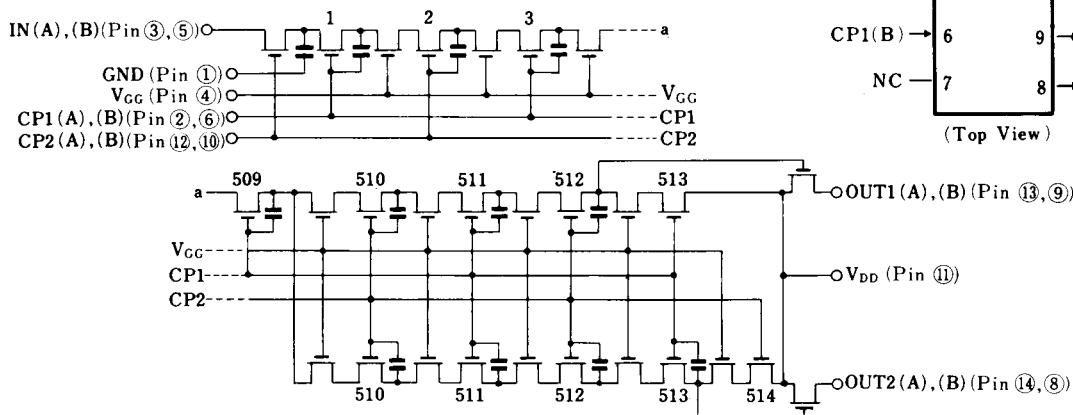 1 2 3
IN(A),(B)(Pin ③,⑤) a
GND(Pin ①)
VGG(Pin ④) VGG
CP1(A),(B)(Pin ②,⑥) CP1
CP2(A),(B)(Pin ⑫,⑩) CP2
CP1(B) 6 9
NC 7 8
(Top View)
a 509 510 511 512 513
OUT1(A),(B)(Pin ⑬,⑨)
VGG
CP1
VDD(Pin ⑪)
CP2
OUT2(A),(B)(Pin ⑭,⑧)
510 511 512 513 514